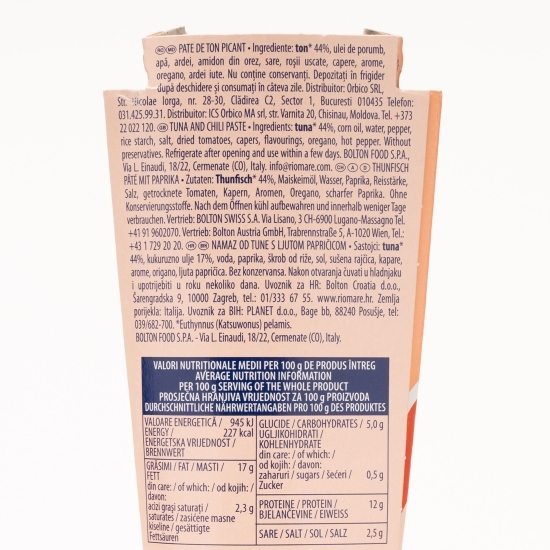 RO MO PATE DE TON PICANT • Ingrediente: ton* 44%, ulei de porumb,
apă, ardei, amidon din orez, sare, roșii uscate, capere, arome,
oregano, ardei iute. Nu conține conservanți. Depozitați în frigider
după deschidere și consumați în câteva zile. Distribuitor: Orbico SRL,
Str. Nicolae Iorga, nr. 28-30, Clădirea C2, Sector 1, Bucuresti 010435 Telefon:
031.425.99.31. Distribuitor: ICS Orbico MA srl, str. Varnita 20, Chisinau, Moldova. Tel. +373
22 022 120. GB TUNA AND CHILI PASTE • Ingredients: tuna* 44%, corn oil, water, pepper,
rice starch, salt, dried tomatoes, capers, flavourings, oregano, hot pepper. Without
preservatives. Refrigerate after opening and use within a few days. BOLTON FOOD S.P.A.,
Via L. Einaudi, 18/22, Cermenate (CO), Italy. info@riomare.com. CH A D THUNFISCH
PÂTÉ MIT PAPRIKA • Zutaten: Thunfisch* 44%, Maiskeimöl, Wasser, Paprika, Reisstärke,
Salz, getrocknete Tomaten, Kapern, Aromen, Oregano, scharfer Paprika. Ohne
Konservierungsstoffe. Nach dem Öffnen kühl aufbewahren und innerhalb weniger Tage
verbrauchen. Vertrieb: BOLTON SWISS S.A. Via Lisano, 3 CH-6900 Lugano-Massagno Tel.
+41 91 9602070. Vertrieb: Bolton Austria GmbH, Trabrennstraße 5, A-1020 Wien, Tel.:
+43 1 729 20 20. HR BIH NAMAZ OD TUNE S LJUTOM PAPRIČICOM • Sastojci: tuna*
44%, kukuruzno ulje 17%, voda, paprika, škrob od riže, sol, sušena rajčica, kapare,
arome, origano, ljuta papričica. Bez konzervansa. Nakon otvaranja čuvati u hladnjaku
i upotrijebiti u roku nekoliko dana. Uvoznik za HR: Bolton Croatia d.o.o.,
Šarengradska 9, 10000 Zagreb, tel.: 01/333 67 55. www.riomare.hr. Zemlja
porijekla: Italija. Uvoznik za BIH: PLANET d.o.o., Bage bb, 88240 Posušje, tel:
039/682-700. *Euthynnus (Katsuwonus) pelamis.
BOLTON FOOD S.P.A. - Via L. Einaudi, 18/22, Cermenate (CO), Italy.
VALORI NUTRIȚIONALE MEDII PER 100 g DE PRODUS ÎNTREG
AVERAGE NUTRITION INFORMATION
PER 100 g SERVING OF THE WHOLE PRODUCT
PROSJEČNA HRANJIVA VRIJEDNOST ZA 100 g PROIZVODA
DURCHSCHNITTLICHE NÄHRWERTANGABEN PRO 100 g DES PRODUKTES
VALOARE ENERGETICĂ / 945 kJ
ENERGY / 227 kcal
ENERGETSKA VRIJEDNOST /
BRENNWERT
GRĂSIMI / FAT / MASTI / 17 g
FETT
din care: / of which: / od kojih: /
davon:
acizi grași saturați / 2,3 g
saturates / zasićene masne
kiseline / gesättigte
Fettsäuren
GLUCIDE / CARBOHYDRATES / 5,0 g
UGLJIKOHIDRATI /
KOHLENHYDRATE
din care: / of which: /
od kojih: / davon:
zaharuri / sugars / šećeri / 0,5 g
Zucker
PROTEINE / PROTEIN / 12 g
BJELANČEVINE / EIWEISS
SARE / SALT / SOL / SALZ 2,5 g